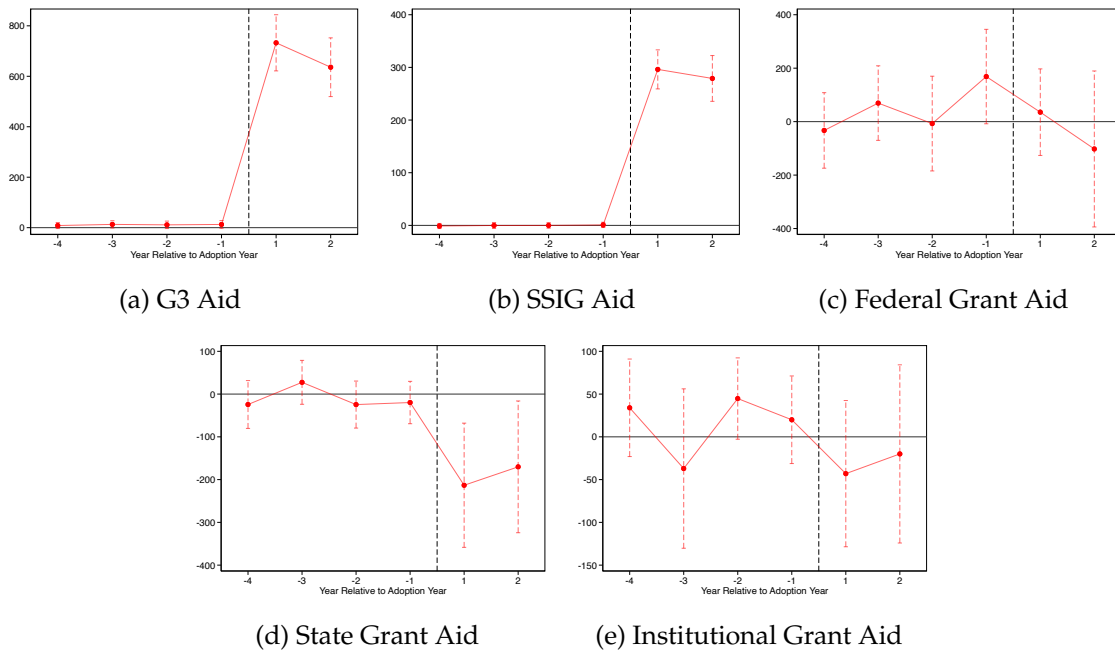 800
600
400
200
0
-4 -3 -2 -1 1 2
Year Relative to Adoption Year
(a) G3 Aid
400
300
200
100
0
-4 -3 -2 -1 1 2
Year Relative to Adoption Year
(b) SSIG Aid
400
200
0
-200
-400
-4 -3 -2 -1 1 2
Year Relative to Adoption Year
(c) Federal Grant Aid
100
0
-100
-200
-300
-400
-4 -3 -2 -1 1 2
Year Relative to Adoption Year
(d) State Grant Aid
100
50
0
-50
-100
-150
-4 -3 -2 -1 1 2
Year Relative to Adoption Year
(e) Institutional Grant Aid